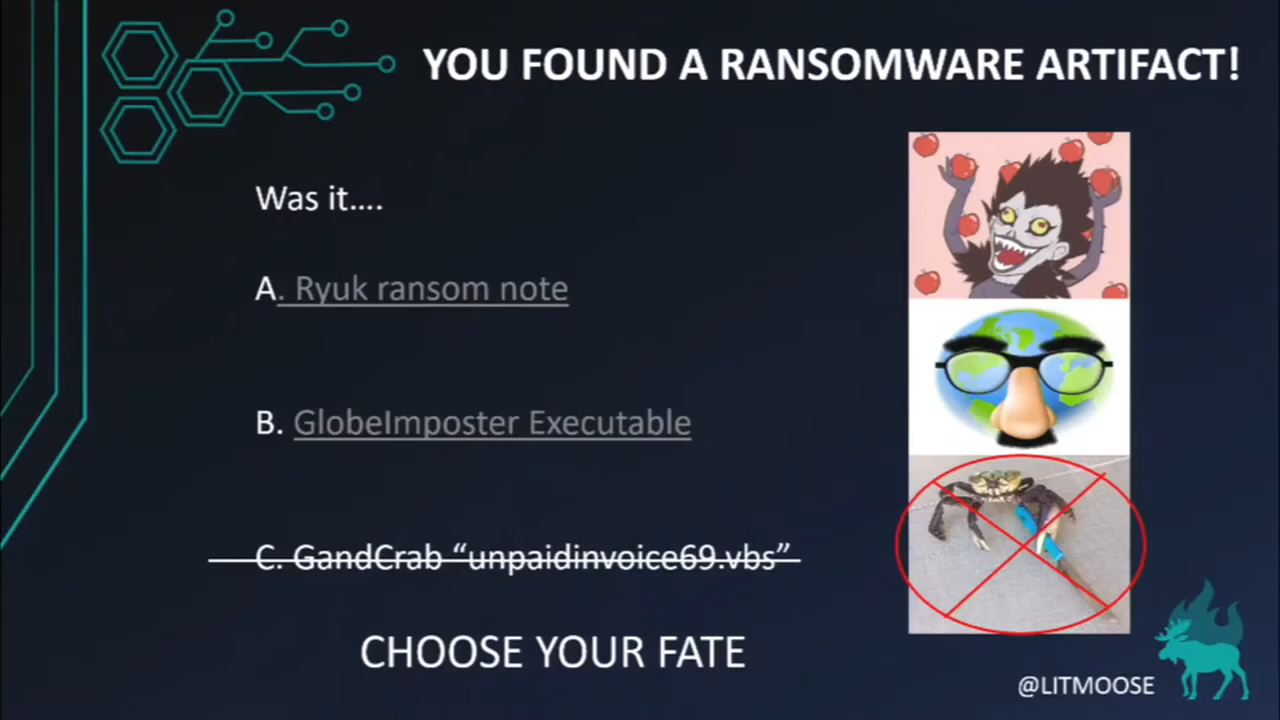 YOU FOUND A RANSOMWARE ARTIFACT!
Was it....
A. Ryuk ransom note
B. GlobeImposter Executable
C. GandCrab “unpaidinvoice69.vbs”
CHOOSE YOUR FATE
@LITMOOSE